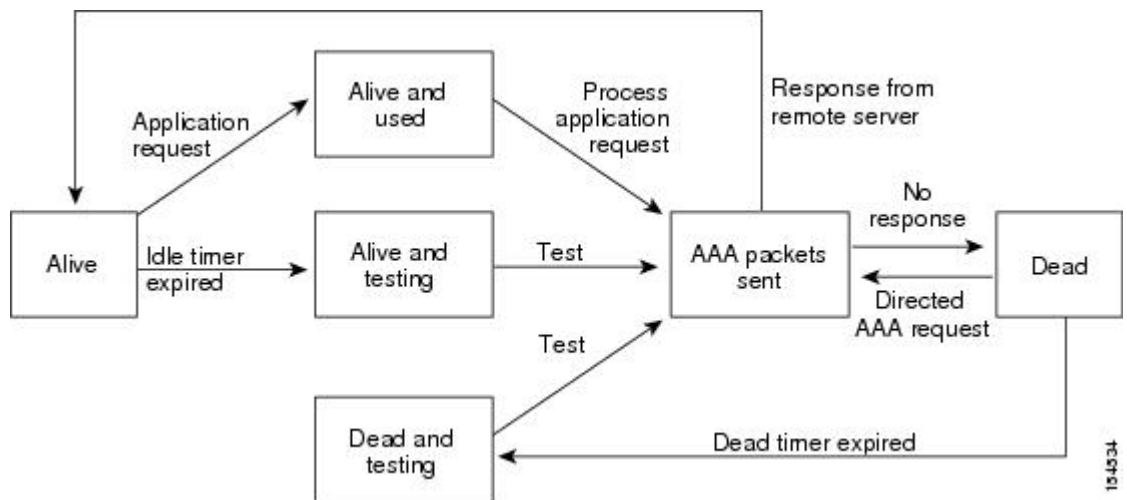 Response from
remote server
Alive and
used
Process
application
request
Application
request
No
response
Alive
Idle timer
expired
Alive and
testing
Test
AAA packets
sent
Dead
Directed
AAA request
Test
Dead and
testing
Dead timer expired
154534